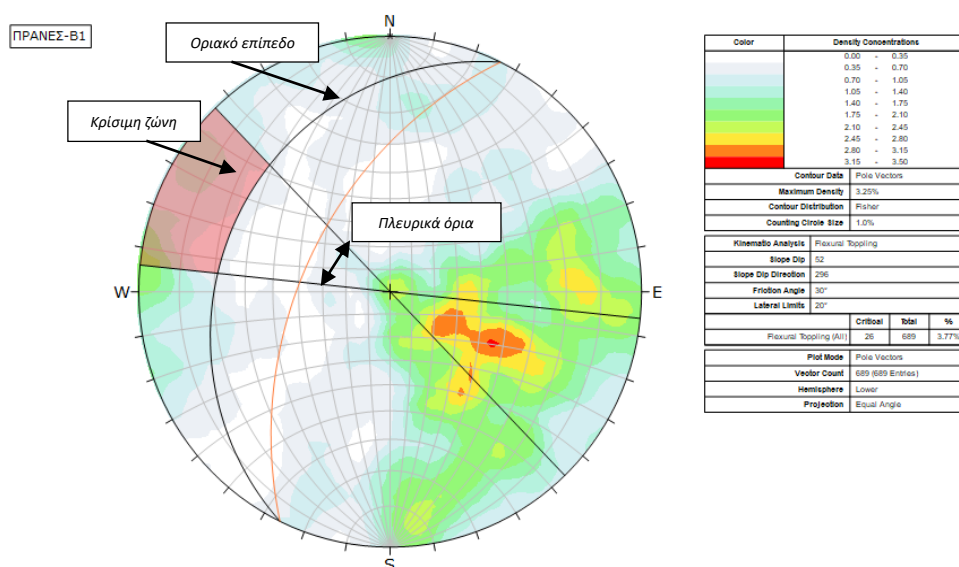 ΠΡΑΝΕΣ-Β1
Οριακό επίπεδο
Κρίσιμη ζώνη
Πλευρικά όρια
N
W
E
S
Color Density Concentrations
0.00 - 0.35
0.35 - 0.70
0.70 - 1.05
1.05 - 1.40
1.40 - 1.75
1.75 - 2.10
2.10 - 2.45
2.45 - 2.80
2.80 - 3.15
3.15 - 3.50
Contour Data Pole Vectors
Maximum Density 3.25%
Contour Distribution Fisher
Counting Circle Size 1.0%
Kinematic Analysis Flexural Toppling
Slope Dip 52
Slope Dip Direction 296
Friction Angle 30°
Lateral Limits 20°
Critical Total %
Flexural Toppling (All) 26 689 3.77%
Plot Mode Pole Vectors
Vector Count 689 (689 Entries)
Hemisphere Lower
Projection Equal Angle